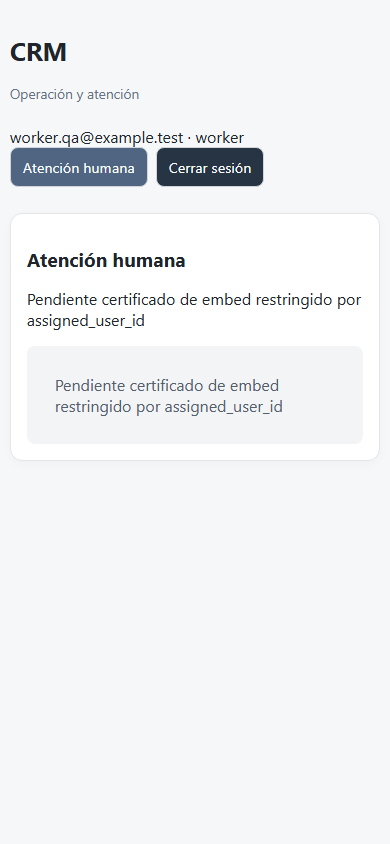 CRM
Operación y atención
worker.qa@example.test · worker
Atención humana
Cerrar sesión
Atención humana
Pendiente certificado de embed restringido por
assigned_user_id
Pendiente certificado de embed
restringido por assigned_user_id